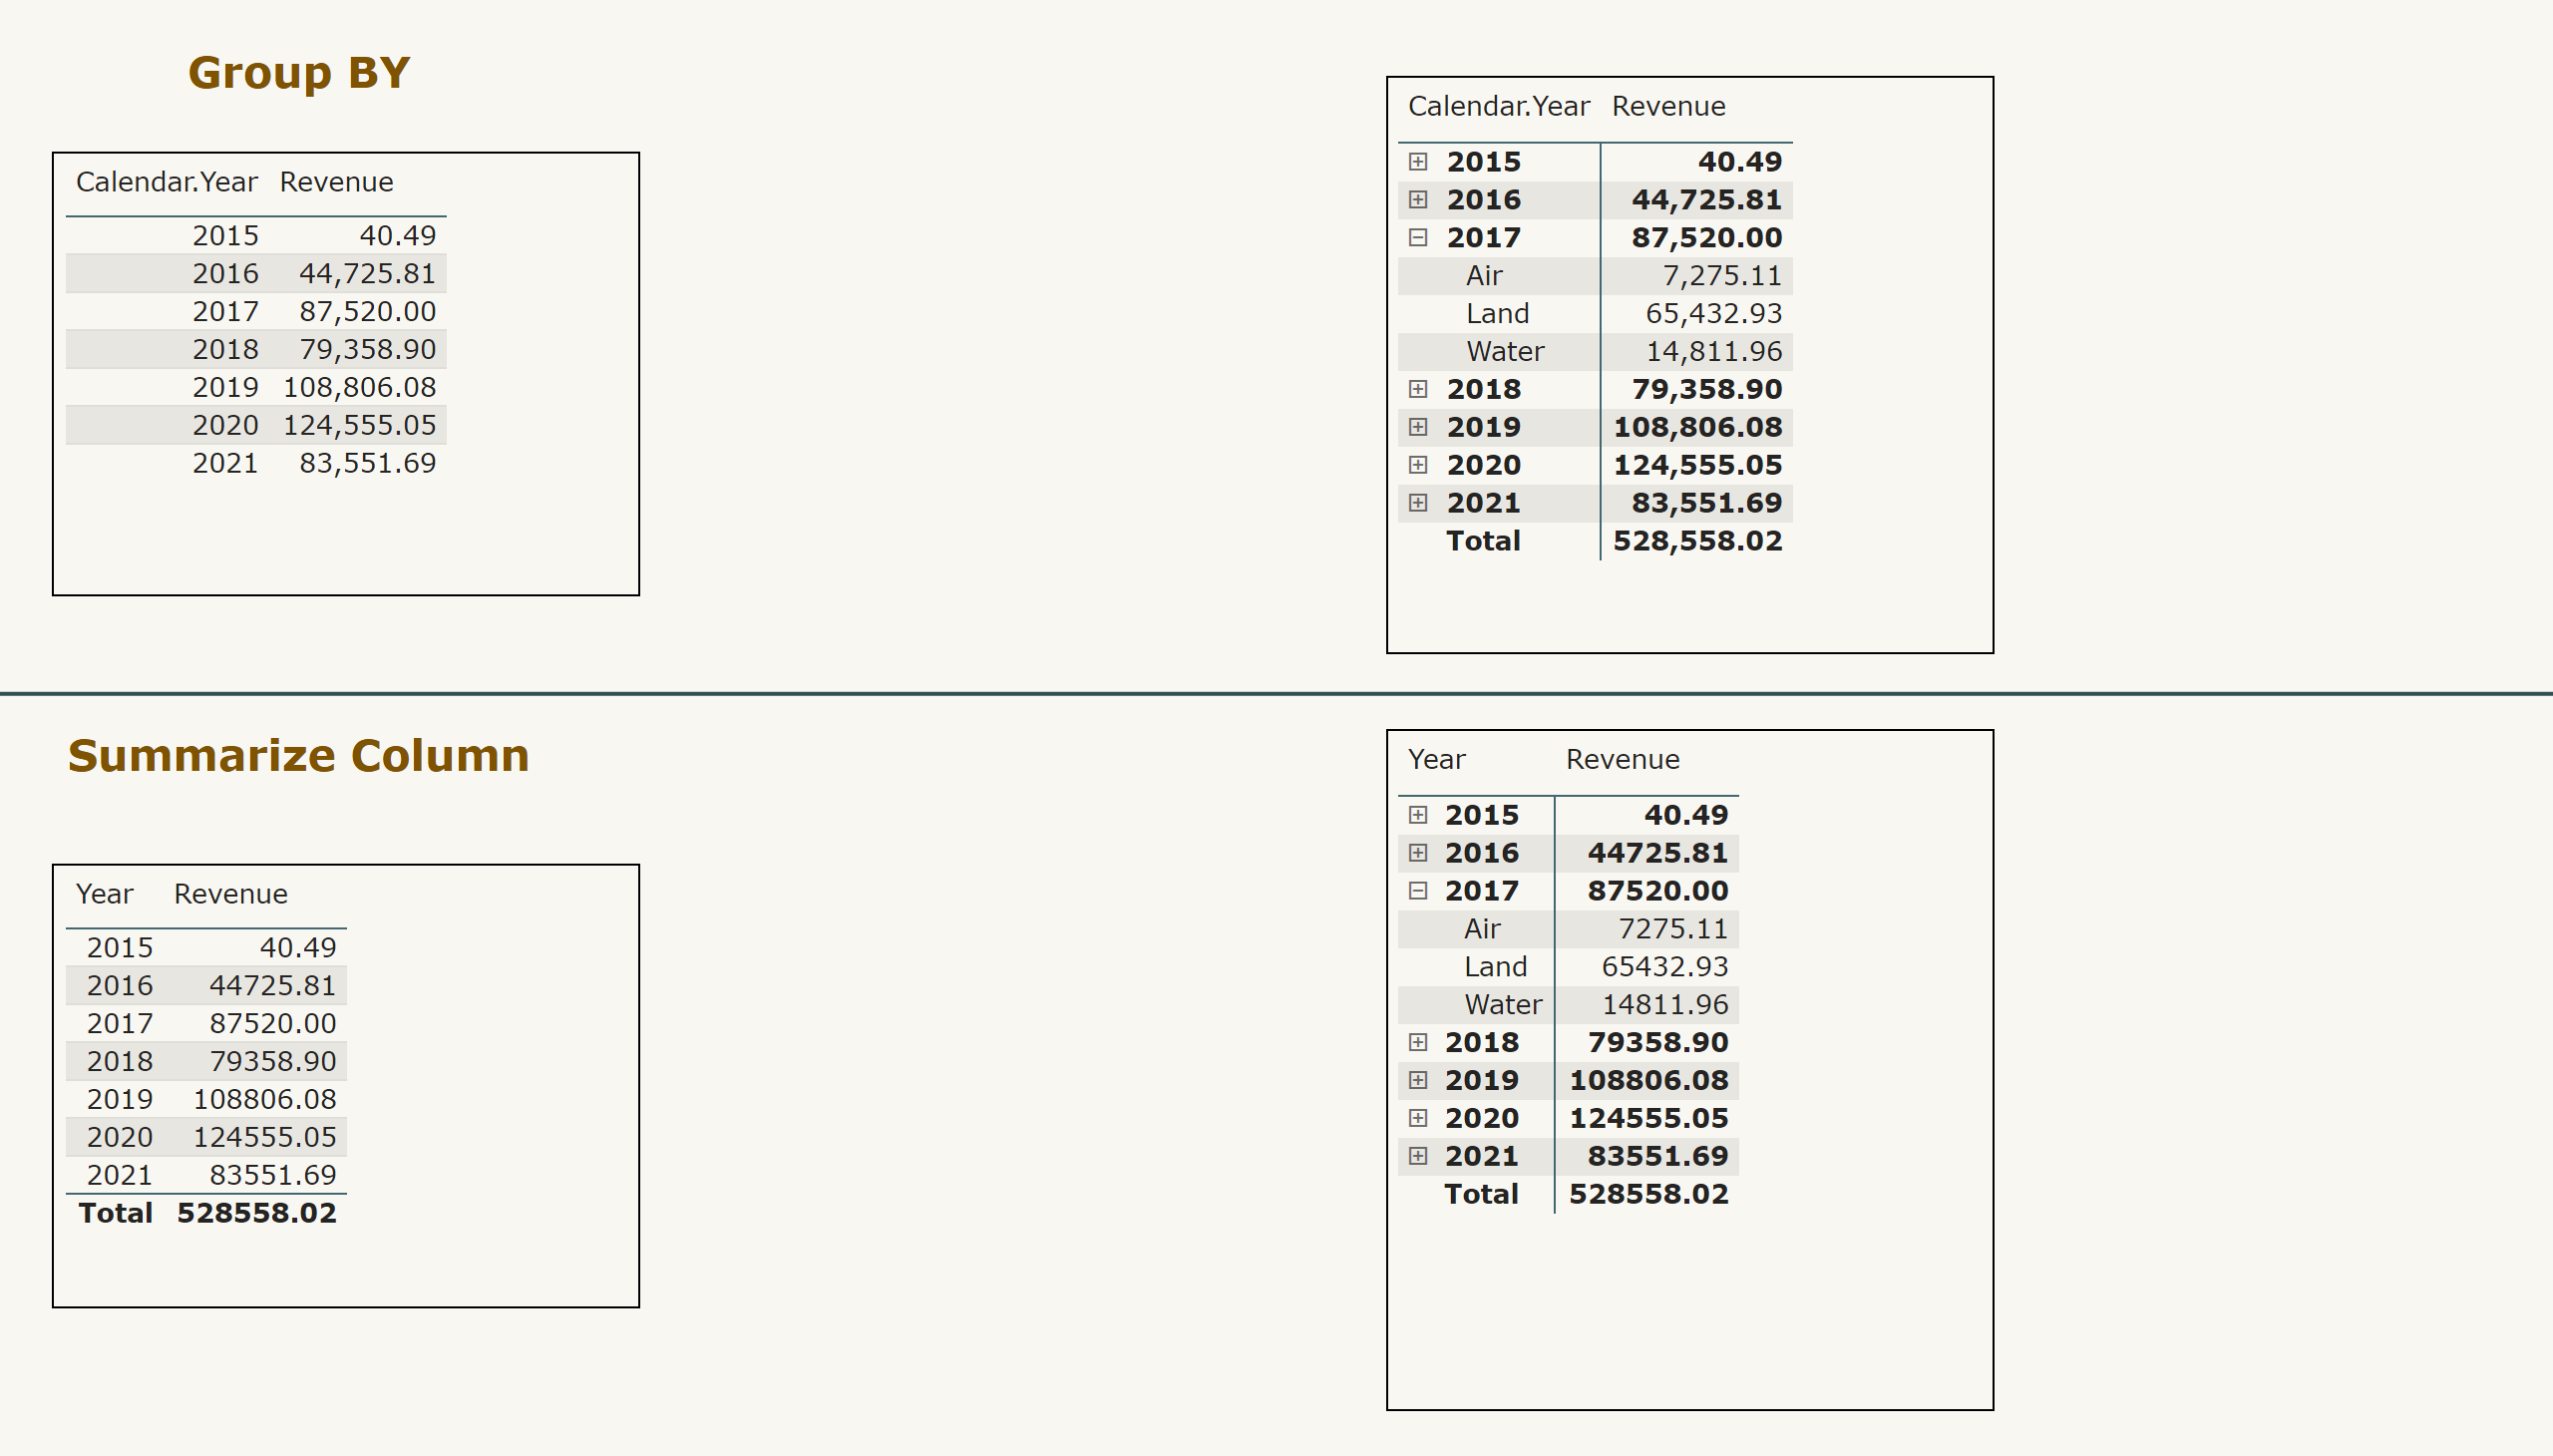 Group BY
Calendar.Year Revenue
2015 40.49
2016 44,725.81
2017 87,520.00
2018 79,358.90
2019 108,806.08
2020 124,555.05
2021 83,551.69
Calendar.Year Revenue
2015 40.49
2016 44,725.81
2017 87,520.00
Air 7,275.11
Land 65,432.93
Water 14,811.96
2018 79,358.90
2019 108,806.08
2020 124,555.05
2021 83,551.69
Total 528,558.02
Summarize Column
Year Revenue
2015 40.49
2016 44725.81
2017 87520.00
2018 79358.90
2019 108806.08
2020 124555.05
2021 83551.69
Total 528558.02
Year Revenue
2015 40.49
2016 44725.81
2017 87520.00
Air 7275.11
Land 65432.93
Water 14811.96
2018 79358.90
2019 108806.08
2020 124555.05
2021 83551.69
Total 528558.02